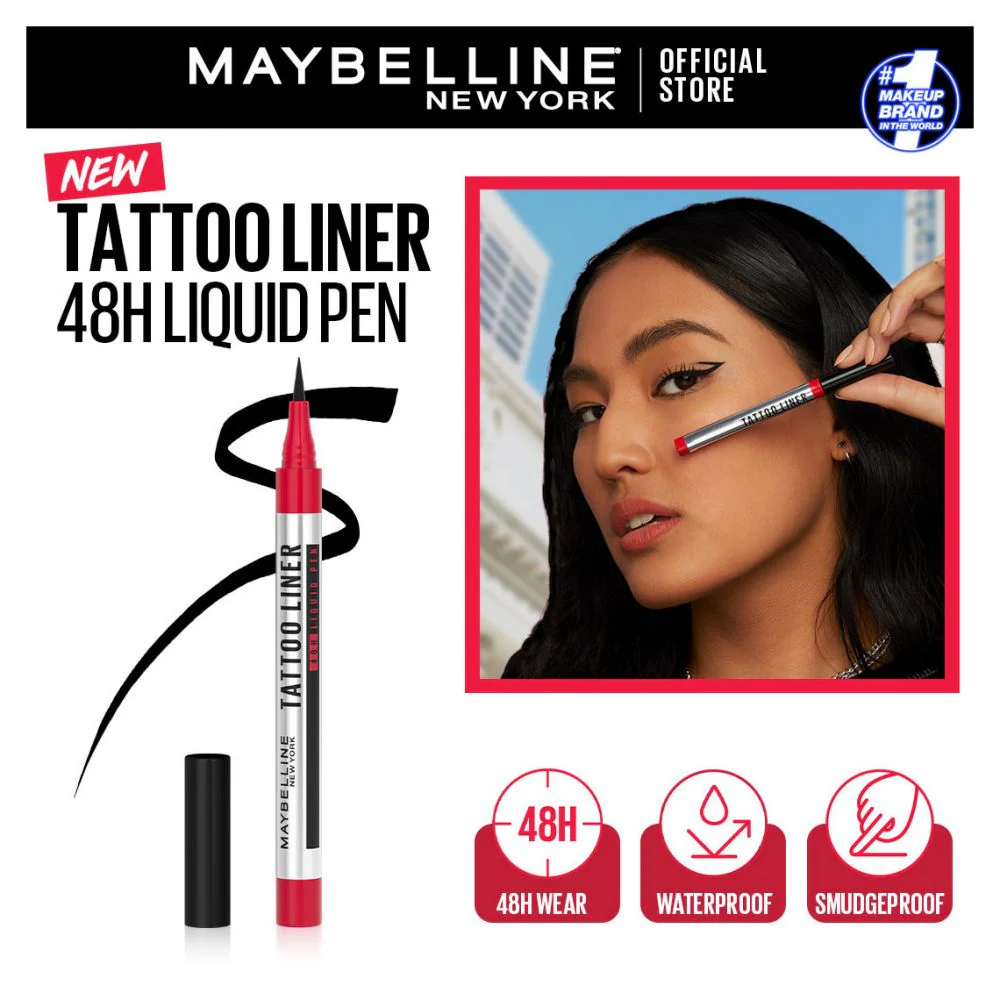 MAYBELLINE
NEW YORK
OFFICIAL
STORE
#1
MAKEUP
BRAND
IN THE WORLD
NEW
TATTOO LINER
48H LIQUID PEN
TATTOO LINER
TATTOO LINER
48H LIQUID PEN
MAYBELLINE
NEW YORK
48H
48H WEAR
WATERPROOF
SMUDGEPROOF